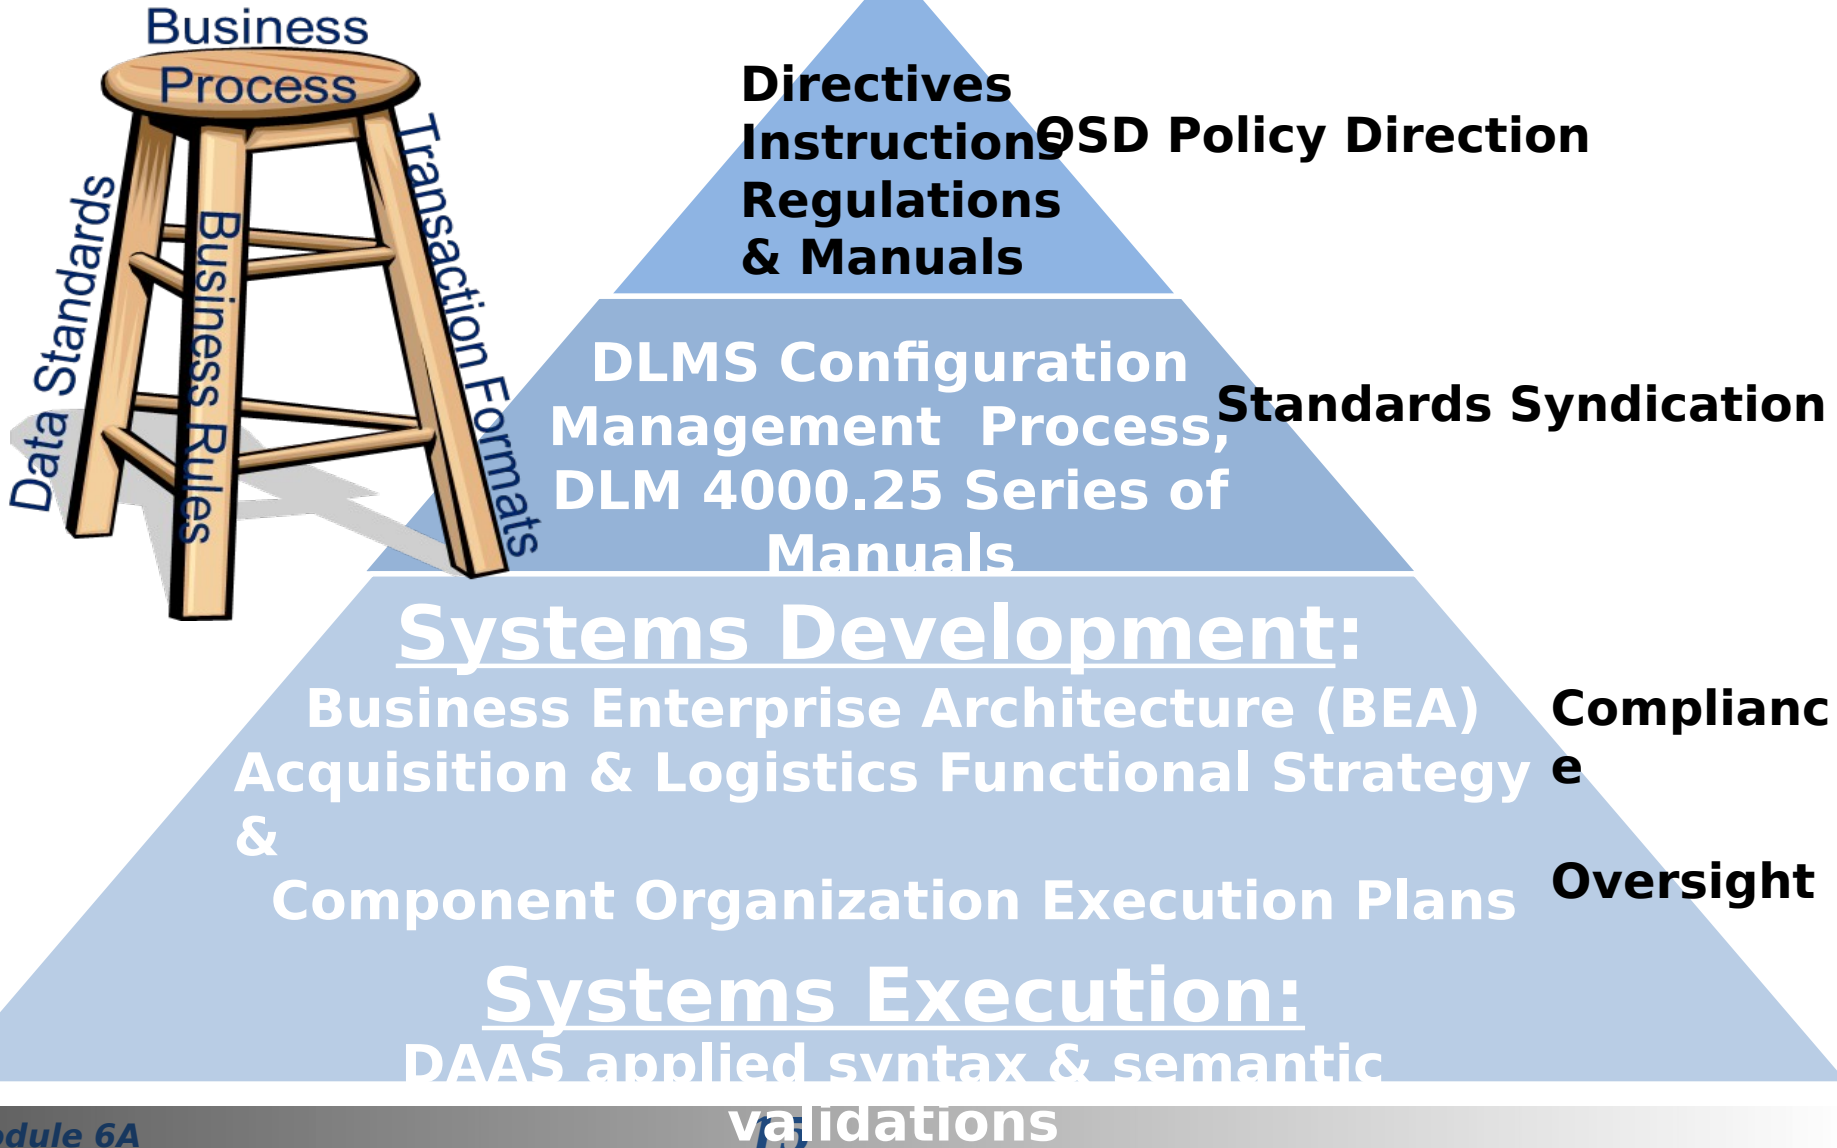 Business
Process
Data Standards
Business Rules
Transaction Formats
Directives
Instructions
Regulations
& Manuals
OSD Policy Direction
DLMS Configuration
Management Process,
DLM 4000.25 Series of
Manuals
Standards Syndication
Systems Development:
Business Enterprise Architecture (BEA)
Acquisition & Logistics Functional Strategy
&
Component Organization Execution Plans
Complianc
e
Oversight
Systems Execution:
DAAS applied syntax & semantic
validations
odule 6A
15